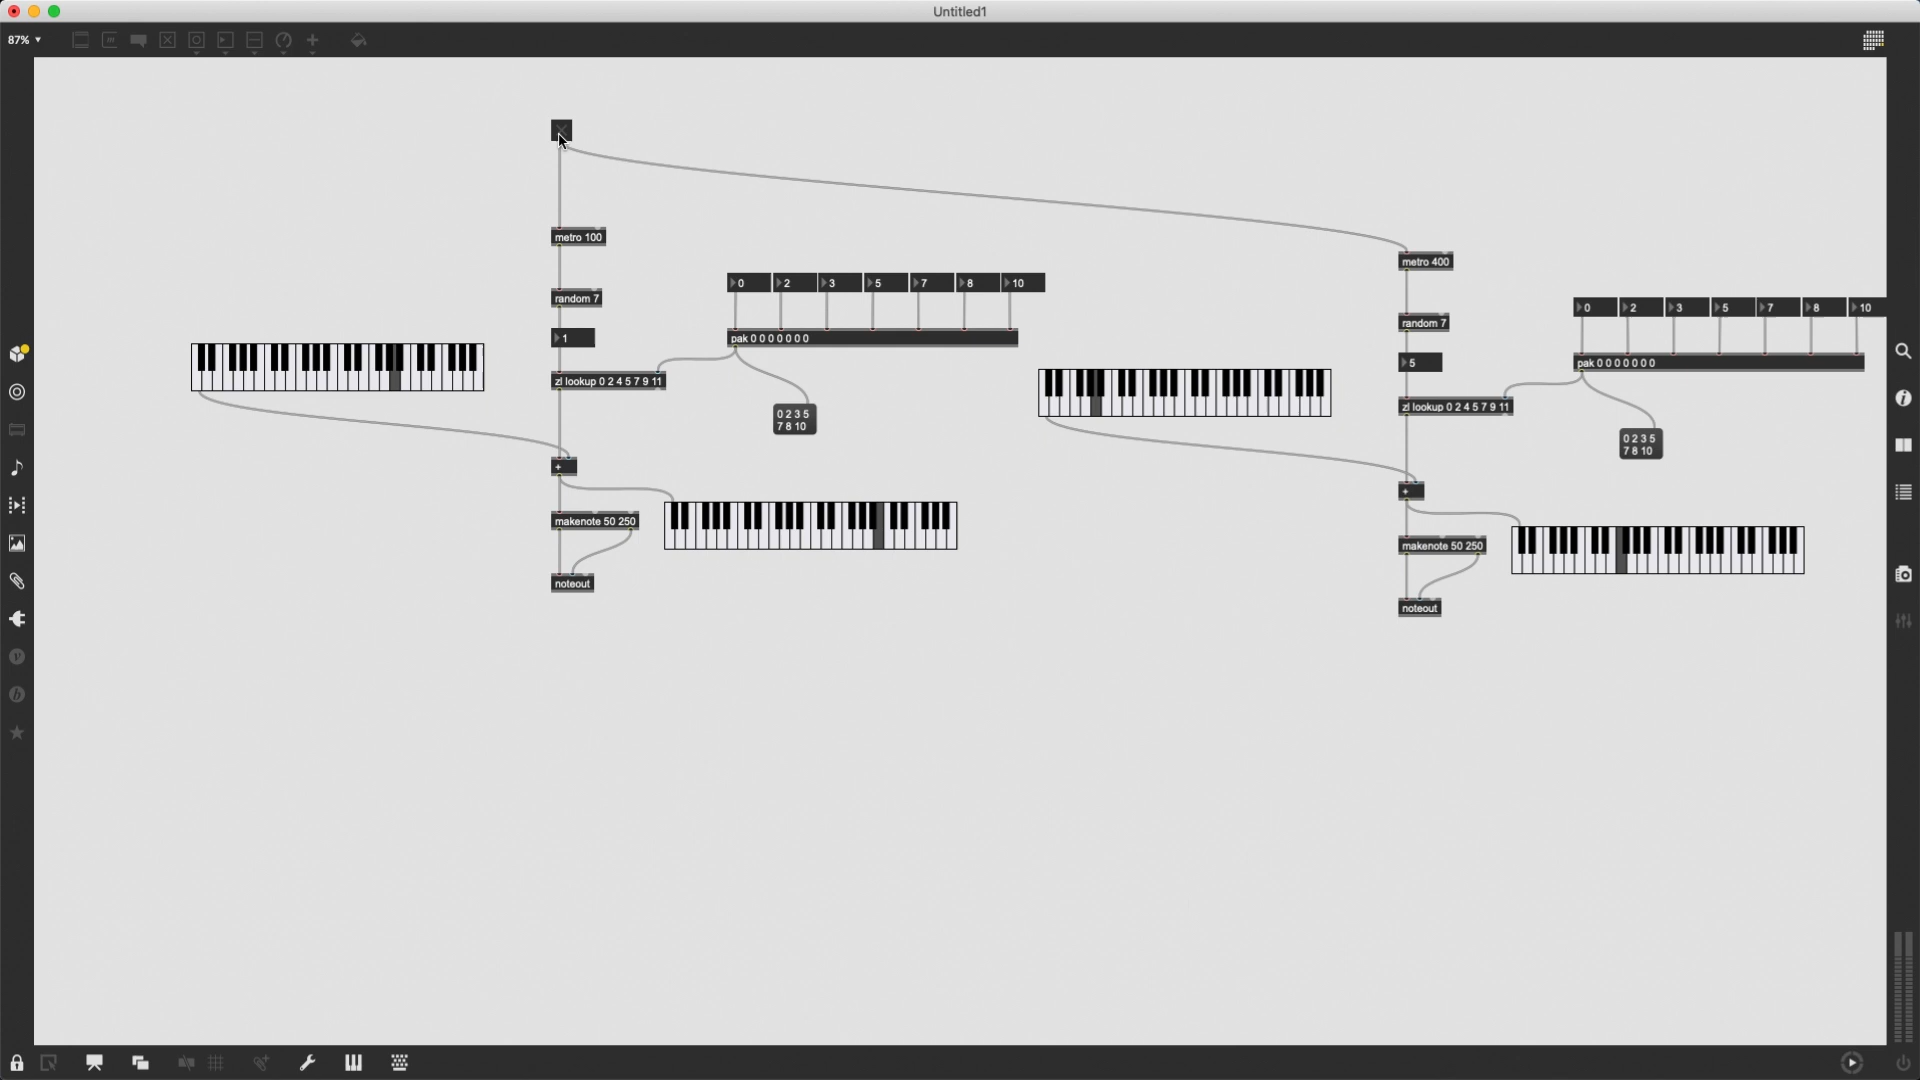 Untitled1
87%
metro 100
metro 400
0 2 3 5 7 8 10
random 7
0 2 3 5 7 8 10
random 7
1
pak 0 0 0 0 0 0 0
5
pak 0 0 0 0 0 0 0
zl lookup 0 2 4 5 7 9 11
zl lookup 0 2 4 5 7 9 11
0 2 3 5
7 8 10
0 2 3 5
7 8 10
+
+
makenote 50 250
makenote 50 250
noteout
noteout